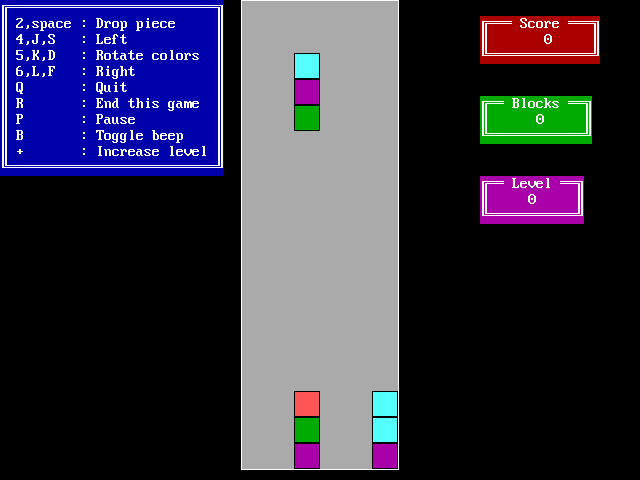 2,space : Drop piece
4,J,S : Left
5,K,D : Rotate colors
6,L,F : Right
Q : Quit
R : End this game
P : Pause
B : Toggle beep
+ : Increase level
Score
0
Blocks
0
Level
0